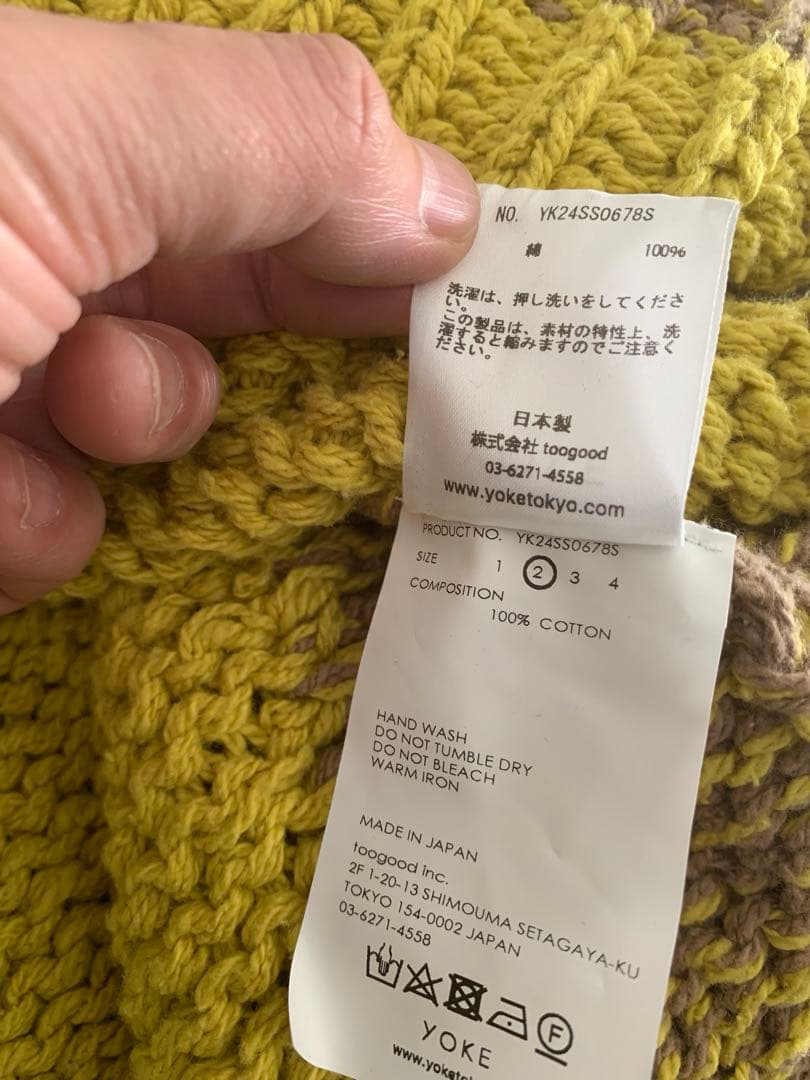 NO. YK24SS0678S
綿 100%
洗濯は、押し洗いをしてくださ
い。
この製品は、素材の特性上、洗
濯すると縮みますのでご注意く
ださい。
日本製
株式会社 toogood
03-6271-4558
www.yoketokyo.com
PRODUCT NO. YK24SS0678S
SIZE 1 2 3 4
COMPOSITION
100% COTTON
HAND WASH
DO NOT TUMBLE DRY
DO NOT BLEACH
WARM IRON
MADE IN JAPAN
toogood inc.
2F 1-20-13 SHIMOUMA SETAGAYA-KU
TOKYO 154-0002 JAPAN
03-6271-4558
F
YOKE